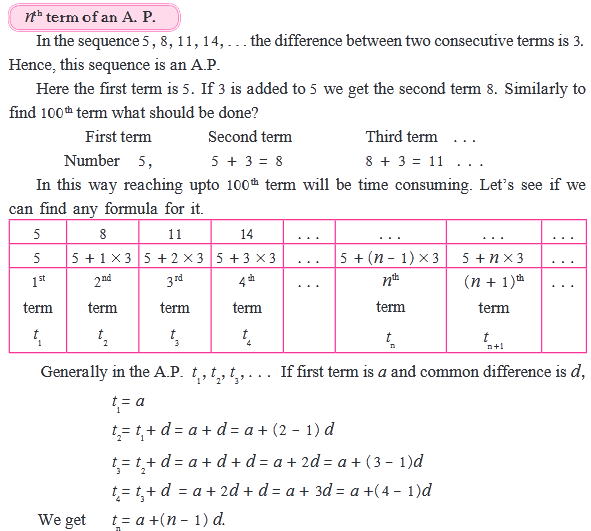 nth term of an A. P.
In the sequence 5, 8, 11, 14, . . . the difference between two consecutive terms is 3.
Hence, this sequence is an A.P.
Here the first term is 5. If 3 is added to 5 we get the second term 8. Similarly to
find 100th term what should be done?
First term Second term Third term . . .
Number 5, 5 + 3 = 8 8 + 3 = 11 . . .
In this way reaching upto 100th term will be time consuming. Let's see if we
can find any formula for it.
5 8 11 14 . . . . . . . . . . . .
5 5 + 1 × 3 5 + 2 × 3 5 + 3 × 3 . . . 5 + (n - 1) × 3 5 + n × 3 . . .
1st 2nd 3rd 4th . . . nth (n + 1)th . . .
term term term term term term
t₁ t₂ t₃ t₄ tₙ tₙ₊₁
Generally in the A.P. t₁, t₂, t₃, . . . If first term is a and common difference is d,
t₁ = a
t₂ = t₁ + d = a + d = a + (2 - 1) d
t₃ = t₂ + d = a + d + d = a + 2d = a + (3 - 1)d
t₄ = t₃ + d = a + 2d + d = a + 3d = a +(4 - 1)d
We get tₙ = a +(n - 1) d.